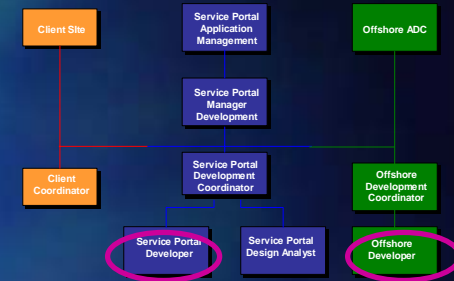 Client SIte
Service Portal
Application
Management
Offshore ADC
Service Portal
Manager
Development
Client
Coordinator
Service Portal
Development
Coordinator
Offshore
Development
Coordinator
Service Portal
Developer
Service Portal
Design Analyst
Offshore
Developer